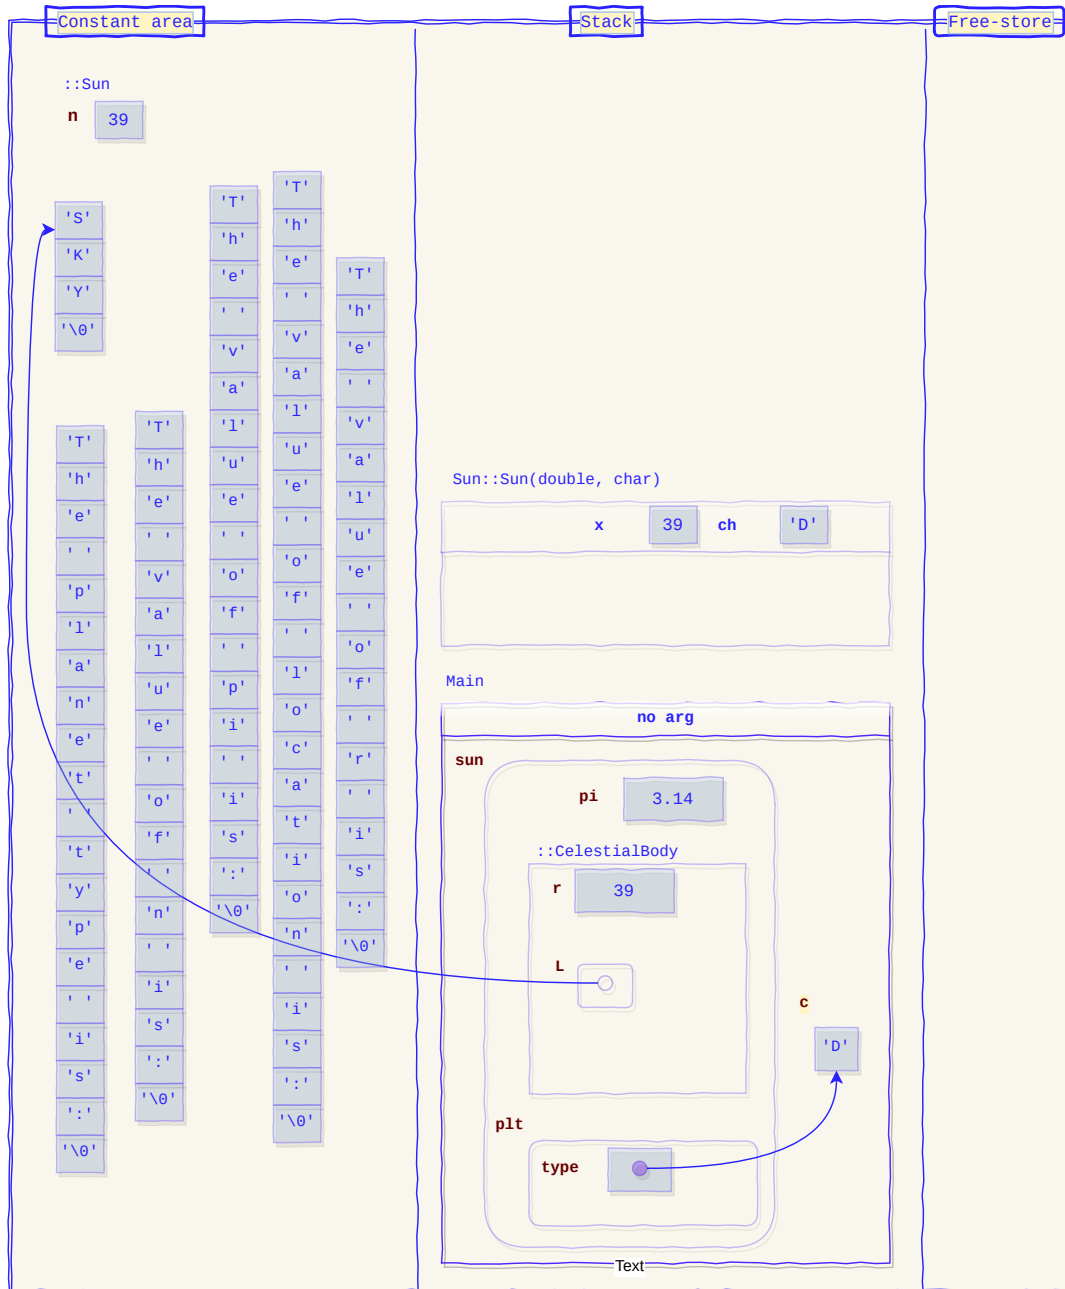 Constant area
Stack
Free-store
::Sun
n 39
'S'
'K'
'Y'
'\0'
'T'
'h'
'e'
' '
'p'
'l'
'a'
'n'
'e'
't'
' '
't'
'y'
'p'
'e'
' '
'i'
's'
':'
'\0'
'T'
'h'
'e'
' '
'v'
'a'
'l'
'u'
'e'
' '
'o'
'f'
' '
'n'
' '
'i'
's'
':'
'\0'
'T'
'h'
'e'
' '
'v'
'a'
'l'
'u'
'e'
' '
'o'
'f'
' '
'p'
'i'
' '
'i'
's'
':'
'\0'
'T'
'h'
'e'
' '
'v'
'a'
'l'
'u'
'e'
' '
'o'
'f'
' '
'l'
'o'
'c'
'a'
't'
'i'
'o'
'n'
' '
'i'
's'
':'
'\0'
'T'
'h'
'e'
' '
'v'
'a'
'l'
'u'
'e'
' '
'o'
'f'
' '
'r'
' '
'i'
's'
':'
'\0'
Sun::Sun(double, char)
x 39 ch 'D'
Main
no arg
sun
pi 3.14
::CelestialBody
r 39
L
c
'D'
plt
type
Text